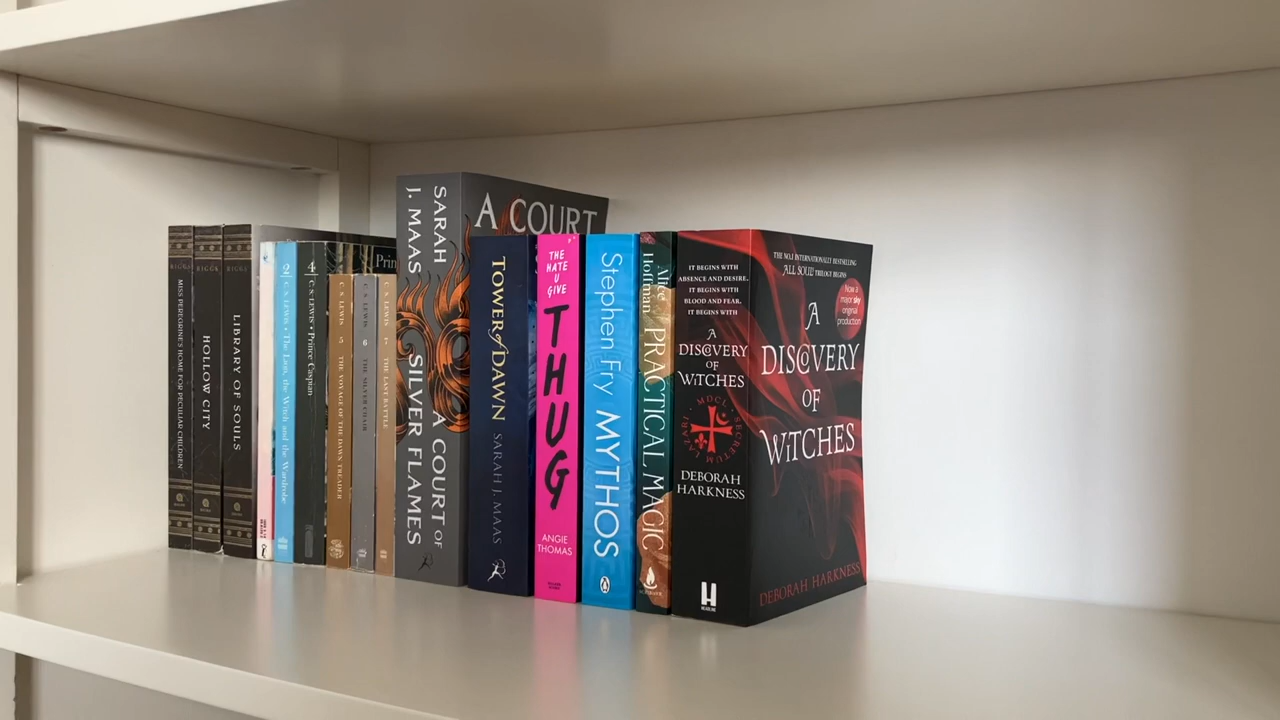 RIGGS
MISS PEREGRINE'S HOME FOR PECULIAR CHILDREN
RIGGS
HOLLOW CITY
RIGGS
LIBRARY OF SOULS
2 C. S. LEWIS • The Lion, the Witch and the Wardrobe
4 C. S. LEWIS • Prince Caspian
Prin
C. S. LEWIS 5 THE VOYAGE OF THE DAWN TREADER
C. S. LEWIS 6 THE SILVER CHAIR
C. S. LEWIS THE LAST BATTLE
SARAH
J. MAAS
A COURT OF
SILVER FLAMES
A COURT
TOWER of DAWN SARAH J. MAAS
THE
HATE
U
GIVE
THUG
ANGIE
THOMAS
Stephen Fry MYTHOS
Alice
Hoffman
PRACTICAL MAGIC
IT BEGINS WITH
ABSENCE AND DESIRE.
IT BEGINS WITH
BLOOD AND FEAR.
IT BEGINS WITH
A
DISCOVERY
OF
WITCHES
MDCL • SECRETUM • LAZARI
DEBORAH
HARKNESS
H
HEADLINE
THE NO.1 INTERNATIONALLY BESTSELLING
ALL SOULS TRILOGY BEGINS
Now a
major sky
original
production
A
DISCOVERY
OF
WITCHES
DEBORAH HARKNESS